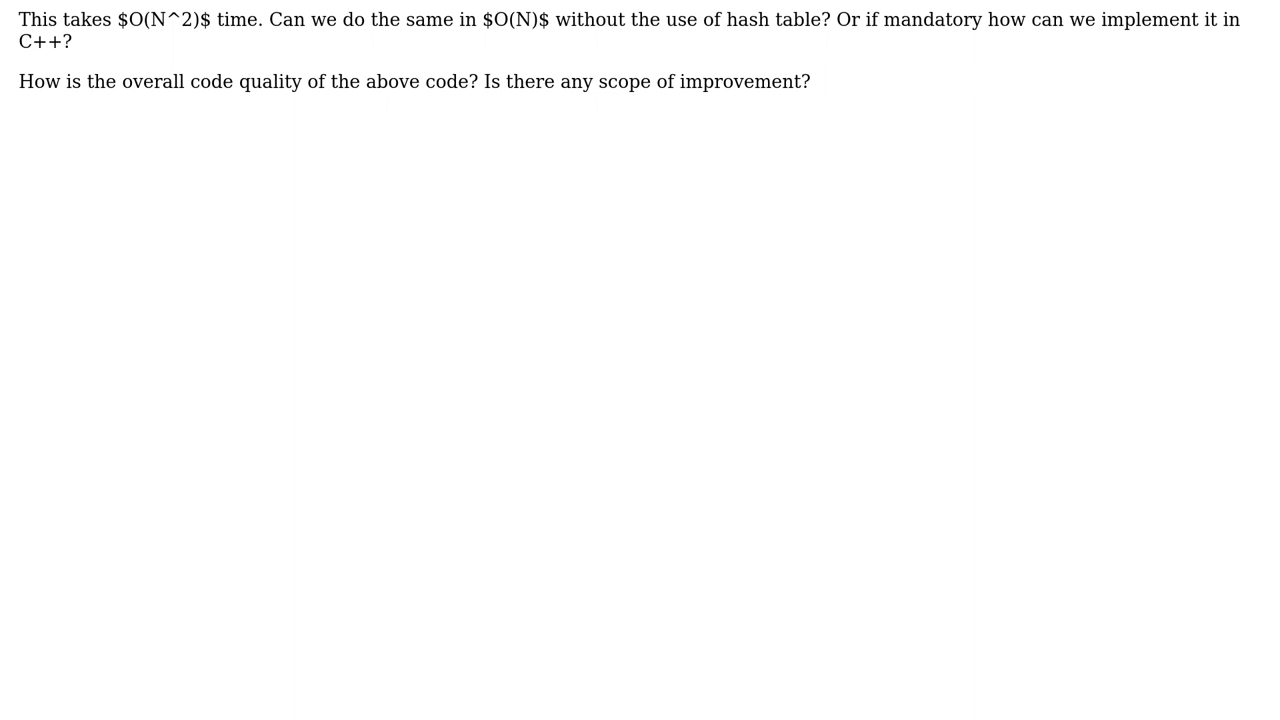 This takes $O(N^2)$ time. Can we do the same in $O(N)$ without the use of hash table? Or if mandatory how can we implement it in
C++?
How is the overall code quality of the above code? Is there any scope of improvement?